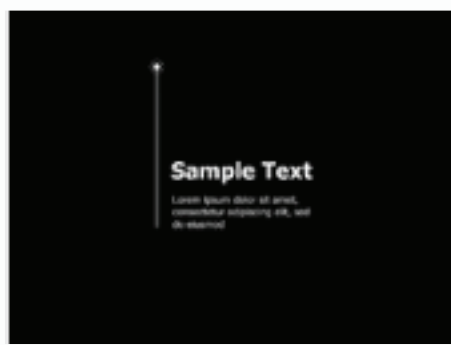 Sample Text
Lorem ipsum dolor sit amet,
consectetur adipiscing elit, sed
do eiusmod